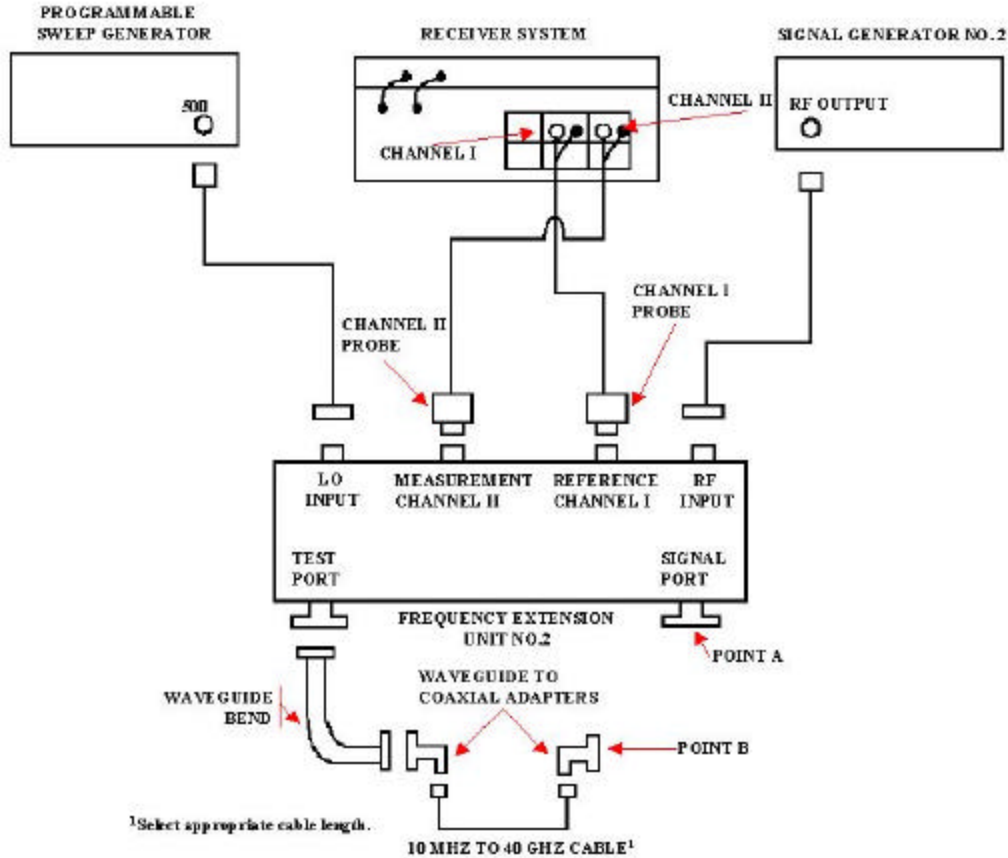 PROGRAMMABLE
SWEEP GENERATOR
RECEIVER SYSTEM
SIGNAL GENERATOR NO.2
50Ω
CHANNEL I
CHANNEL II
RF OUTPUT
CHANNEL II
PROBE
CHANNEL I
PROBE
LO
INPUT
MEASUREMENT
CHANNEL II
REFERENCE
CHANNEL I
RF
INPUT
TEST
PORT
SIGNAL
PORT
FREQUENCY EXTENSION
UNIT NO.2
POINT A
WAVEGUIDE
BEND
WAVEGUIDE TO
COAXIAL ADAPTERS
POINT B
¹Select appropriate cable length.
10 MHZ TO 40 GHZ CABLE¹